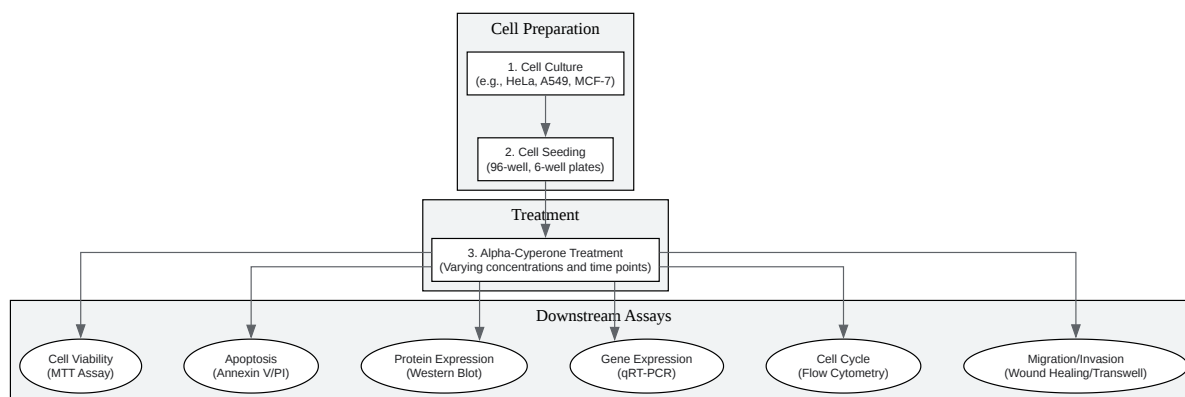 Cell Preparation
1. Cell Culture
(e.g., HeLa, A549, MCF-7)
2. Cell Seeding
(96-well, 6-well plates)
Treatment
3. Alpha-Cyperone Treatment
(Varying concentrations and time points)
Downstream Assays
Cell Viability
(MTT Assay)
Apoptosis
(Annexin V/PI)
Protein Expression
(Western Blot)
Gene Expression
(qRT-PCR)
Cell Cycle
(Flow Cytometry)
Migration/Invasion
(Wound Healing/Transwell)